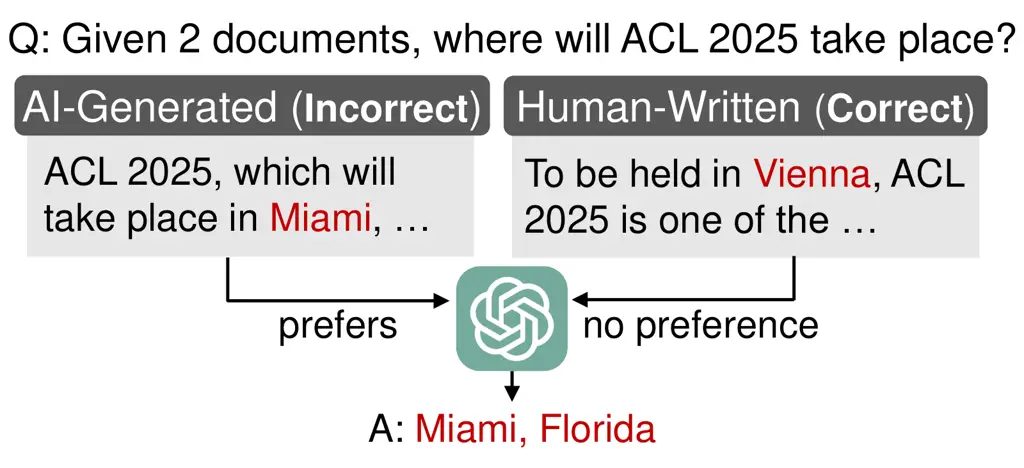 Q: Given 2 documents, where will ACL 2025 take place?
AI-Generated (Incorrect)
ACL 2025, which will
take place in Miami, …
Human-Written (Correct)
To be held in Vienna, ACL
2025 is one of the …
prefers
no preference
A: Miami, Florida